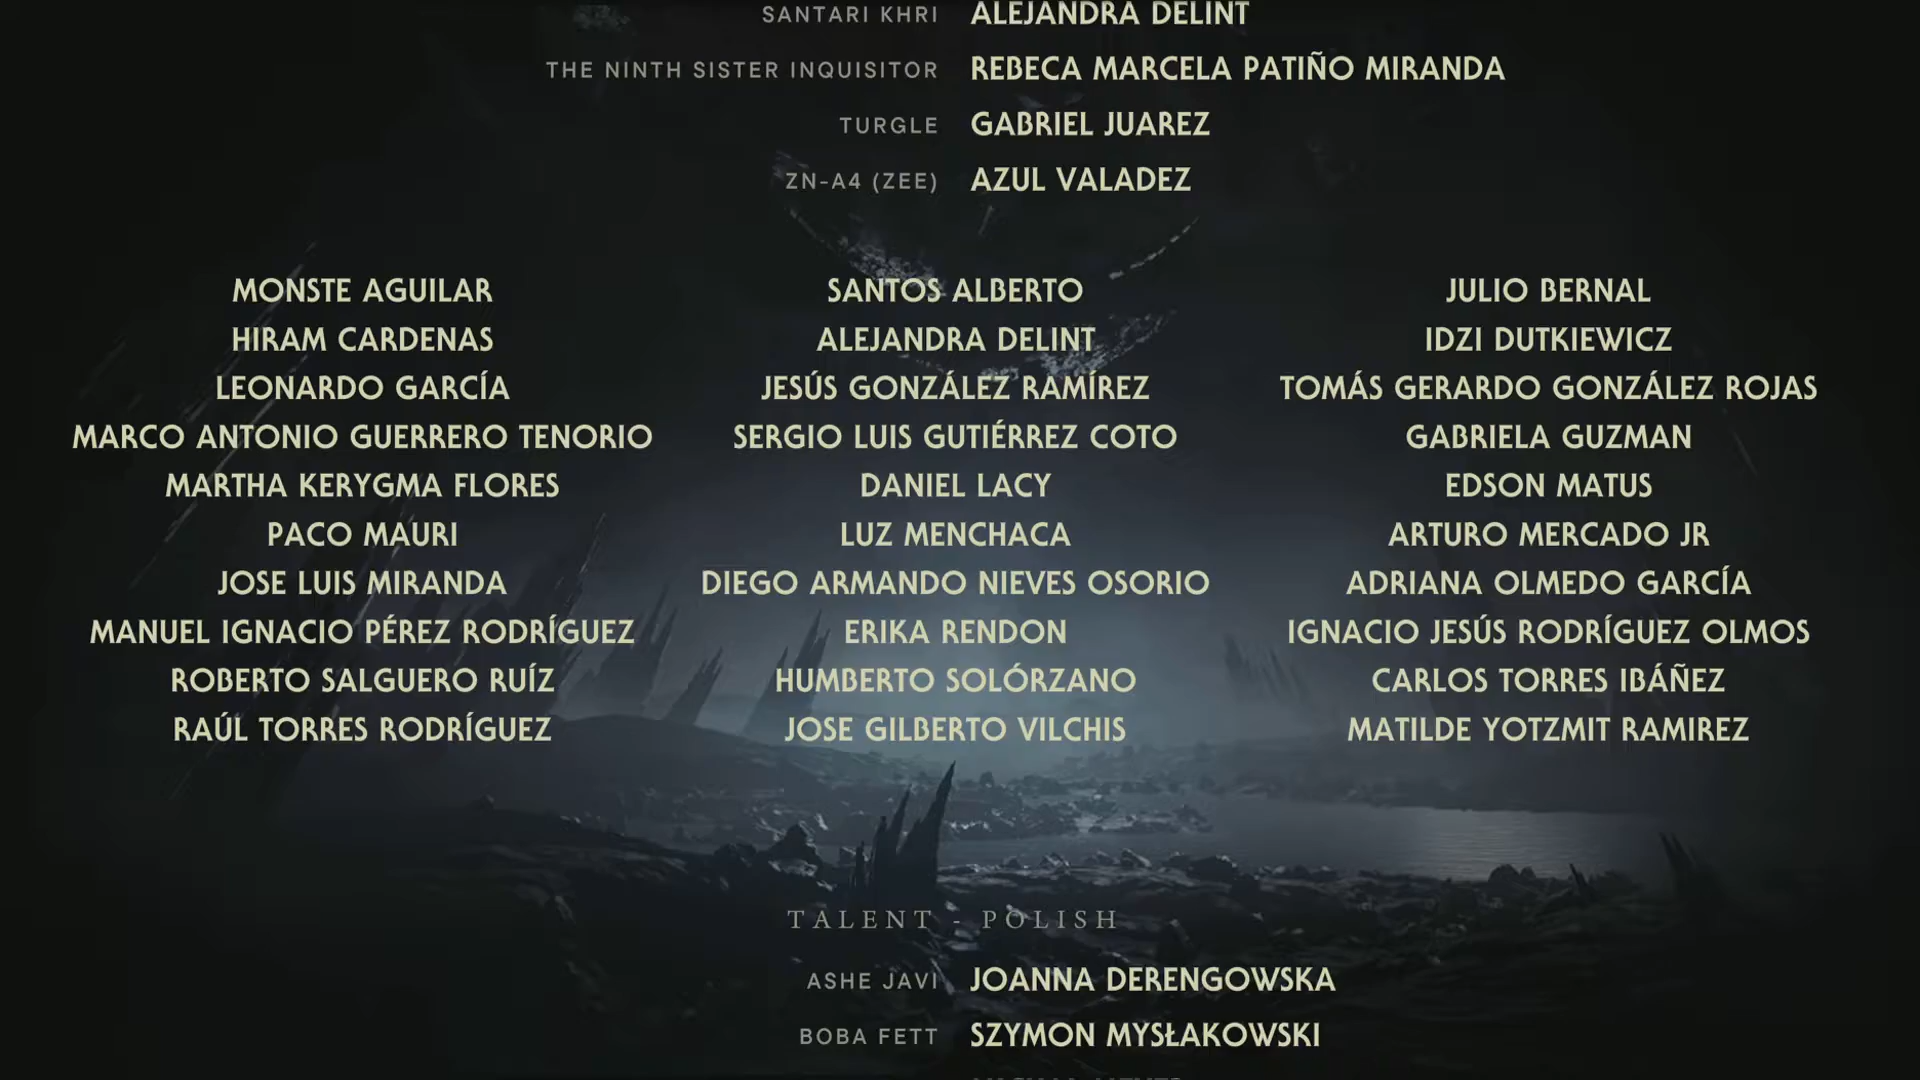 SANTARI KHRI ALEJANDRA DELINT
THE NINTH SISTER INQUISITOR REBECA MARCELA PATIÑO MIRANDA
TURGLE GABRIEL JUAREZ
ZN-A4 (ZEE) AZUL VALADEZ
MONSTE AGUILAR SANTOS ALBERTO JULIO BERNAL
HIRAM CARDENAS ALEJANDRA DELINT IDZI DUTKIEWICZ
LEONARDO GARCÍA JESÚS GONZÁLEZ RAMÍREZ TOMÁS GERARDO GONZÁLEZ ROJAS
MARCO ANTONIO GUERRERO TENORIO SERGIO LUIS GUTIÉRREZ COTO GABRIELA GUZMAN
MARTHA KERYGMA FLORES DANIEL LACY EDSON MATUS
PACO MAURI LUZ MENCHACA ARTURO MERCADO JR
JOSE LUIS MIRANDA DIEGO ARMANDO NIEVES OSORIO ADRIANA OLMEDO GARCÍA
MANUEL IGNACIO PÉREZ RODRÍGUEZ ERIKA RENDON IGNACIO JESÚS RODRÍGUEZ OLMOS
ROBERTO SALGUERO RUÍZ HUMBERTO SOLÓRZANO CARLOS TORRES IBÁÑEZ
RAÚL TORRES RODRÍGUEZ JOSE GILBERTO VILCHIS MATILDE YOTZMIT RAMIREZ
TALENT - POLISH
ASHE JAVI JOANNA DERENGOWSKA
BOBA FETT SZYMON MYSŁAKOWSKI